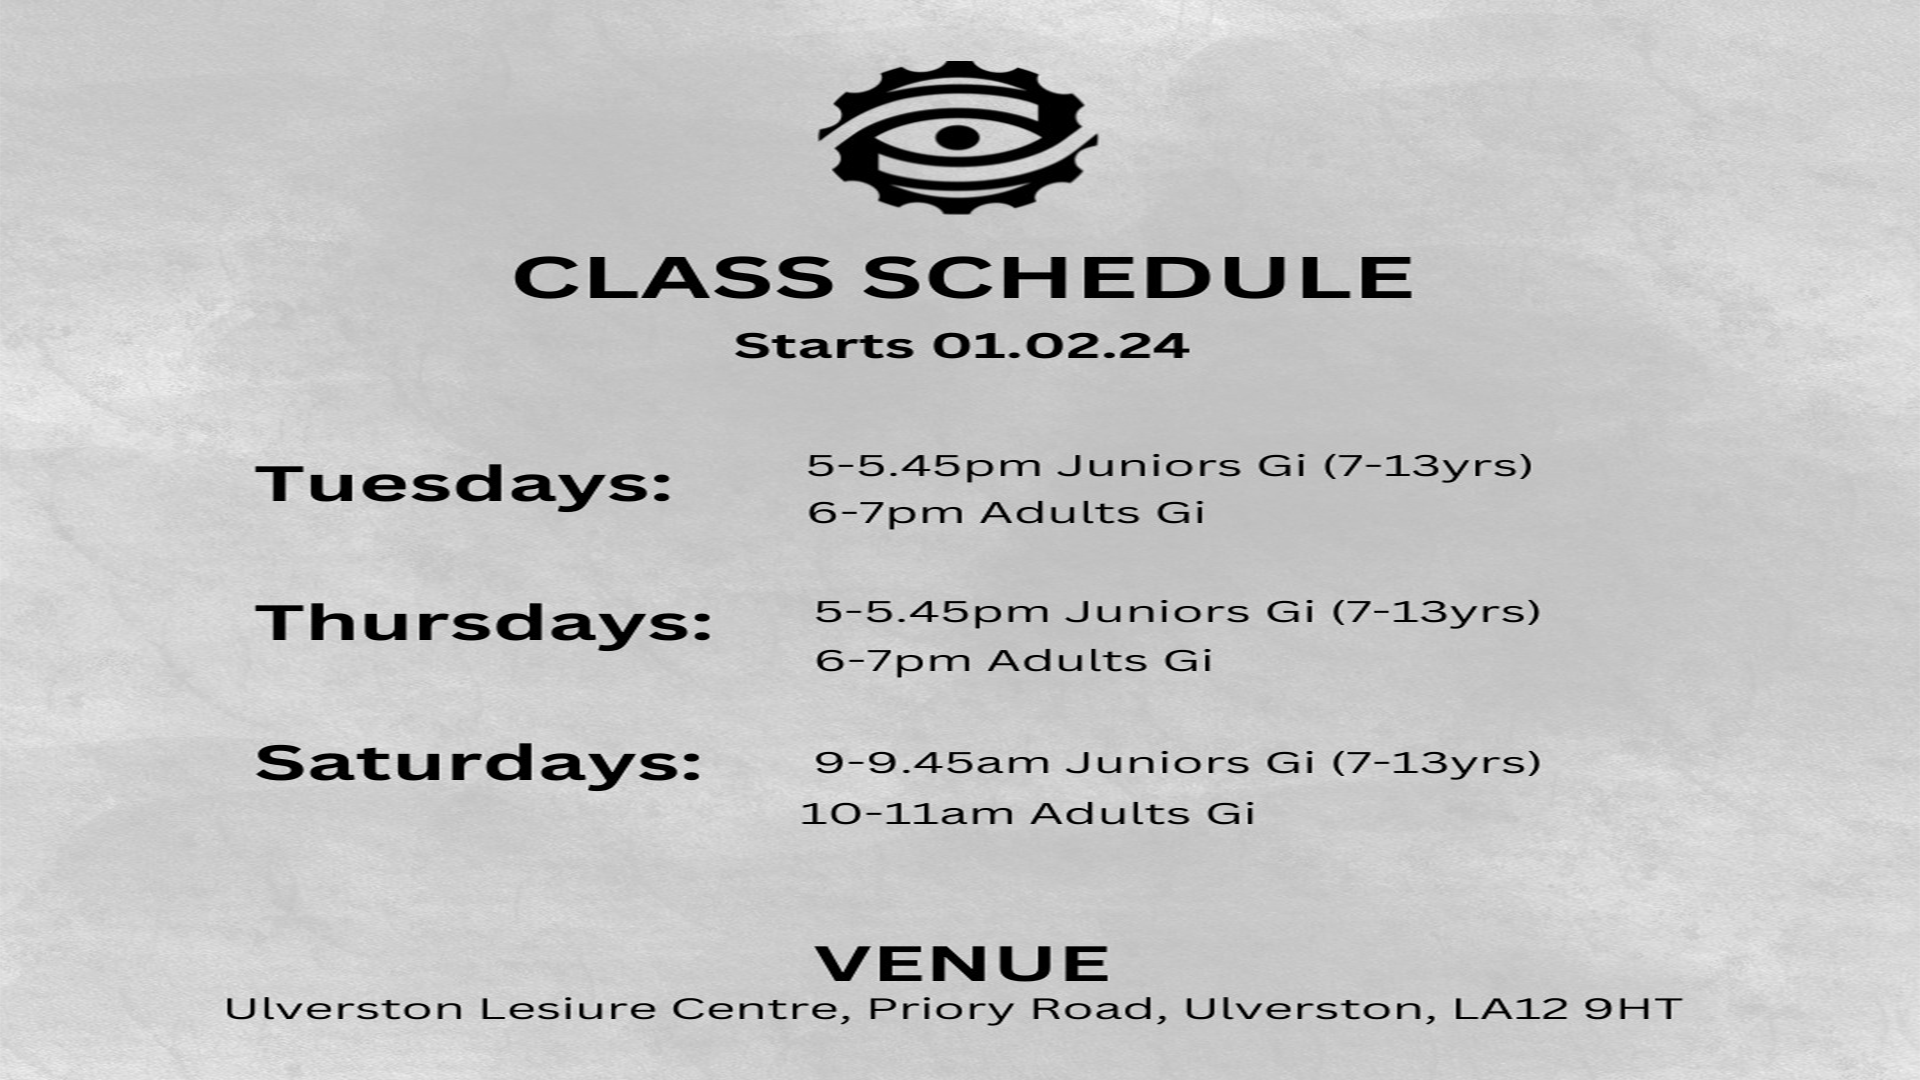 CLASS SCHEDULE
Starts 01.02.24
Tuesdays:
5-5.45pm Juniors Gi (7-13yrs)
6-7pm Adults Gi
Thursdays:
5-5.45pm Juniors Gi (7-13yrs)
6-7pm Adults Gi
Saturdays:
9-9.45am Juniors Gi (7-13yrs)
10-11am Adults Gi
VENUE
Ulverston Lesiure Centre, Priory Road, Ulverston, LA12 9HT